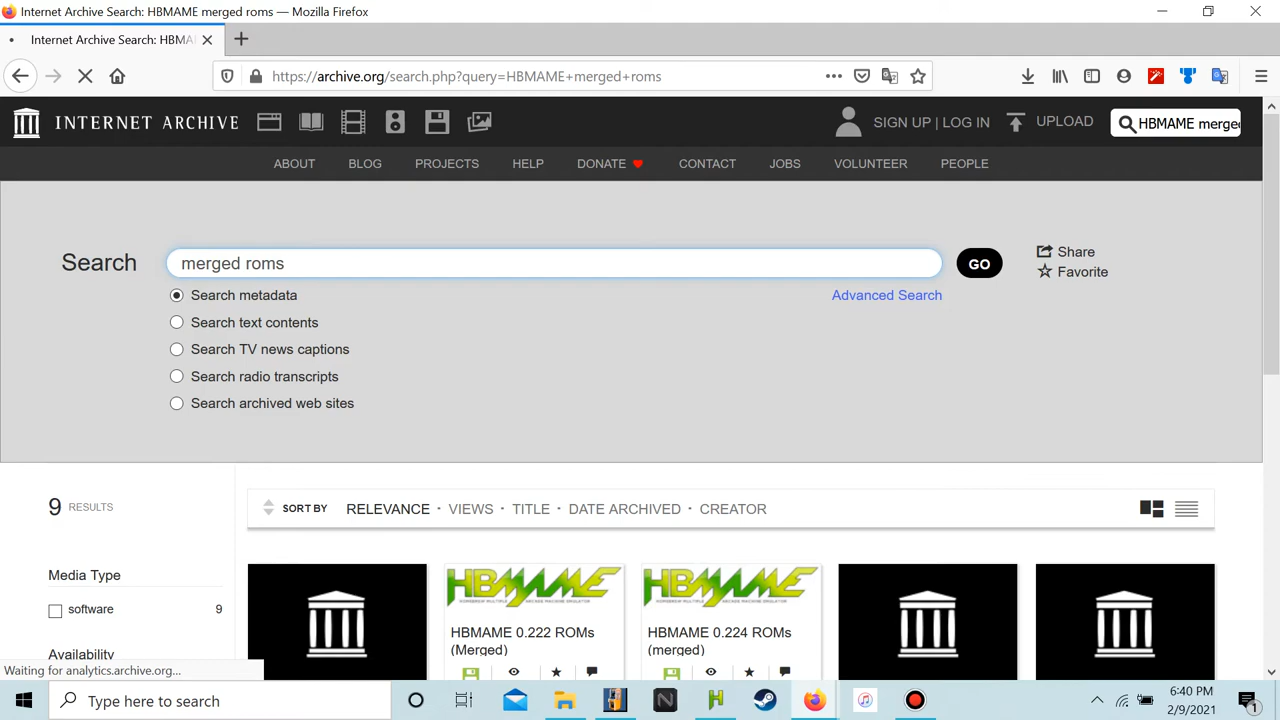 Internet Archive Search: HBMAME merged roms — Mozilla Firefox
Internet Archive Search: HBMA
https://archive.org/search.php?query=HBMAME+merged+roms
INTERNET ARCHIVE
SIGN UP | LOG IN
UPLOAD
HBMAME merge
ABOUT
BLOG
PROJECTS
HELP
DONATE
CONTACT
JOBS
VOLUNTEER
PEOPLE
Search
merged roms
GO
Share
Favorite
Search metadata
Advanced Search
Search text contents
Search TV news captions
Search radio transcripts
Search archived web sites
9 RESULTS
SORT BY RELEVANCE · VIEWS · TITLE · DATE ARCHIVED · CREATOR
Media Type
software 9
Availability
HBMAME
HBMAME 0.222 ROMs
(Merged)
HBMAME
HBMAME 0.224 ROMs
(merged)
Waiting for analytics.archive.org...
Type here to search
6:40 PM
2/9/2021
1